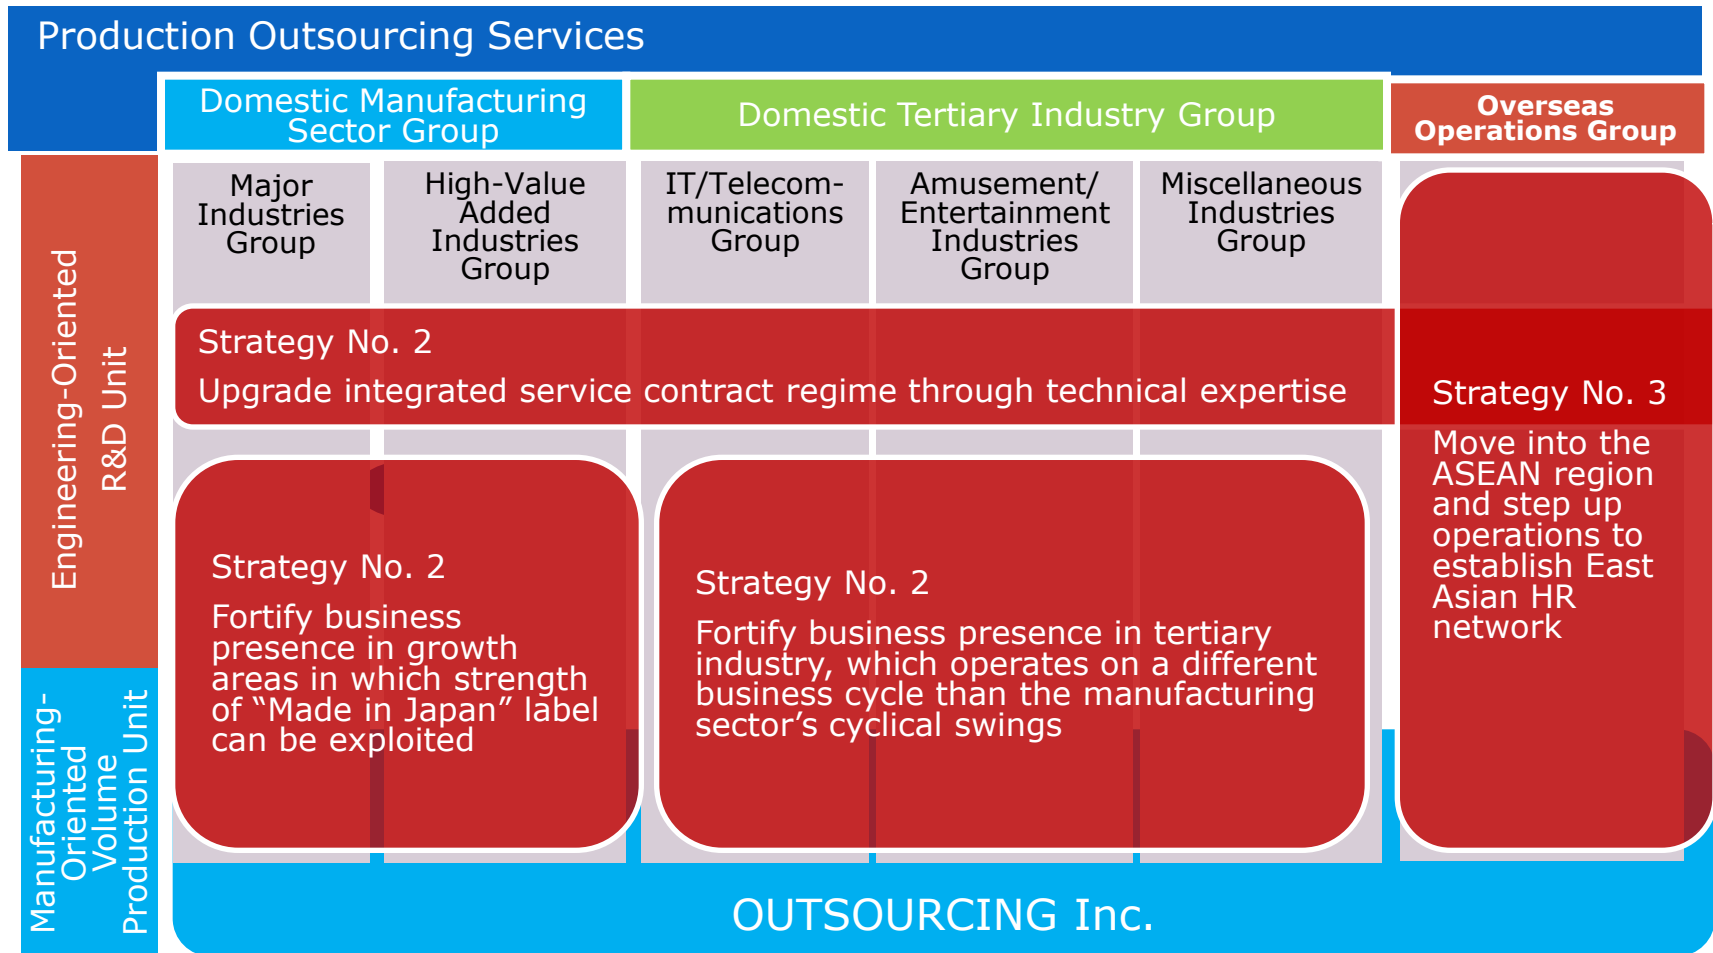 Production Outsourcing Services
Domestic Manufacturing
Sector Group
Domestic Tertiary Industry Group
Overseas
Operations Group
Major
Industries
Group
High-Value
Added
Industries
Group
IT/Telecom-
munications
Group
Amusement/
Entertainment
Industries
Group
Miscellaneous
Industries
Group
Engineering-Oriented
R&D Unit
Strategy No. 2
Upgrade integrated service contract regime through technical expertise
Strategy No. 3
Move into the
ASEAN region
and step up
operations to
establish East
Asian HR
network
Strategy No. 2
Fortify business
presence in growth
areas in which strength
of “Made in Japan” label
can be exploited
Strategy No. 2
Fortify business presence in tertiary
industry, which operates on a different
business cycle than the manufacturing
sector’s cyclical swings
Manufacturing-
Oriented
Volume
Production Unit
OUTSOURCING Inc.